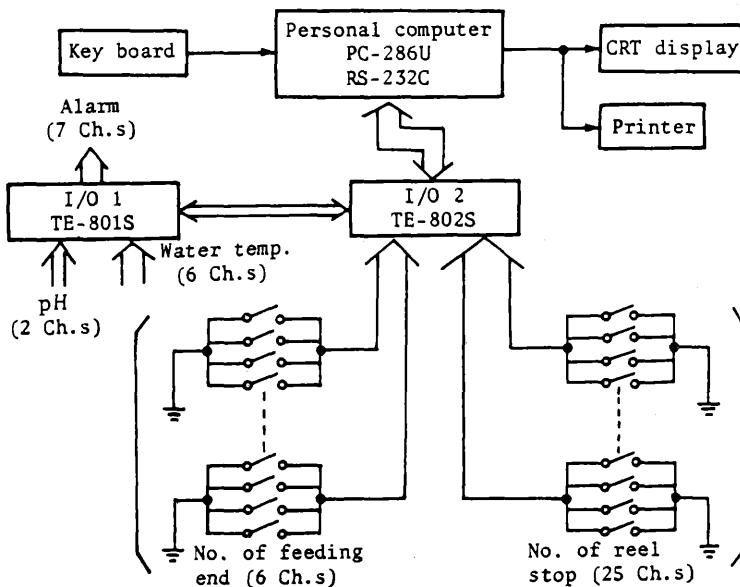 Key board
Personal computer
PC-286U
RS-232C
CRT display
Printer
Alarm
(7 Ch.s)
I/O 1
TE-801S
I/O 2
TE-802S
Water temp.
(6 Ch.s)
pH
(2 Ch.s)
No. of feeding
end (6 Ch.s)
No. of reel
stop (25 Ch.s)